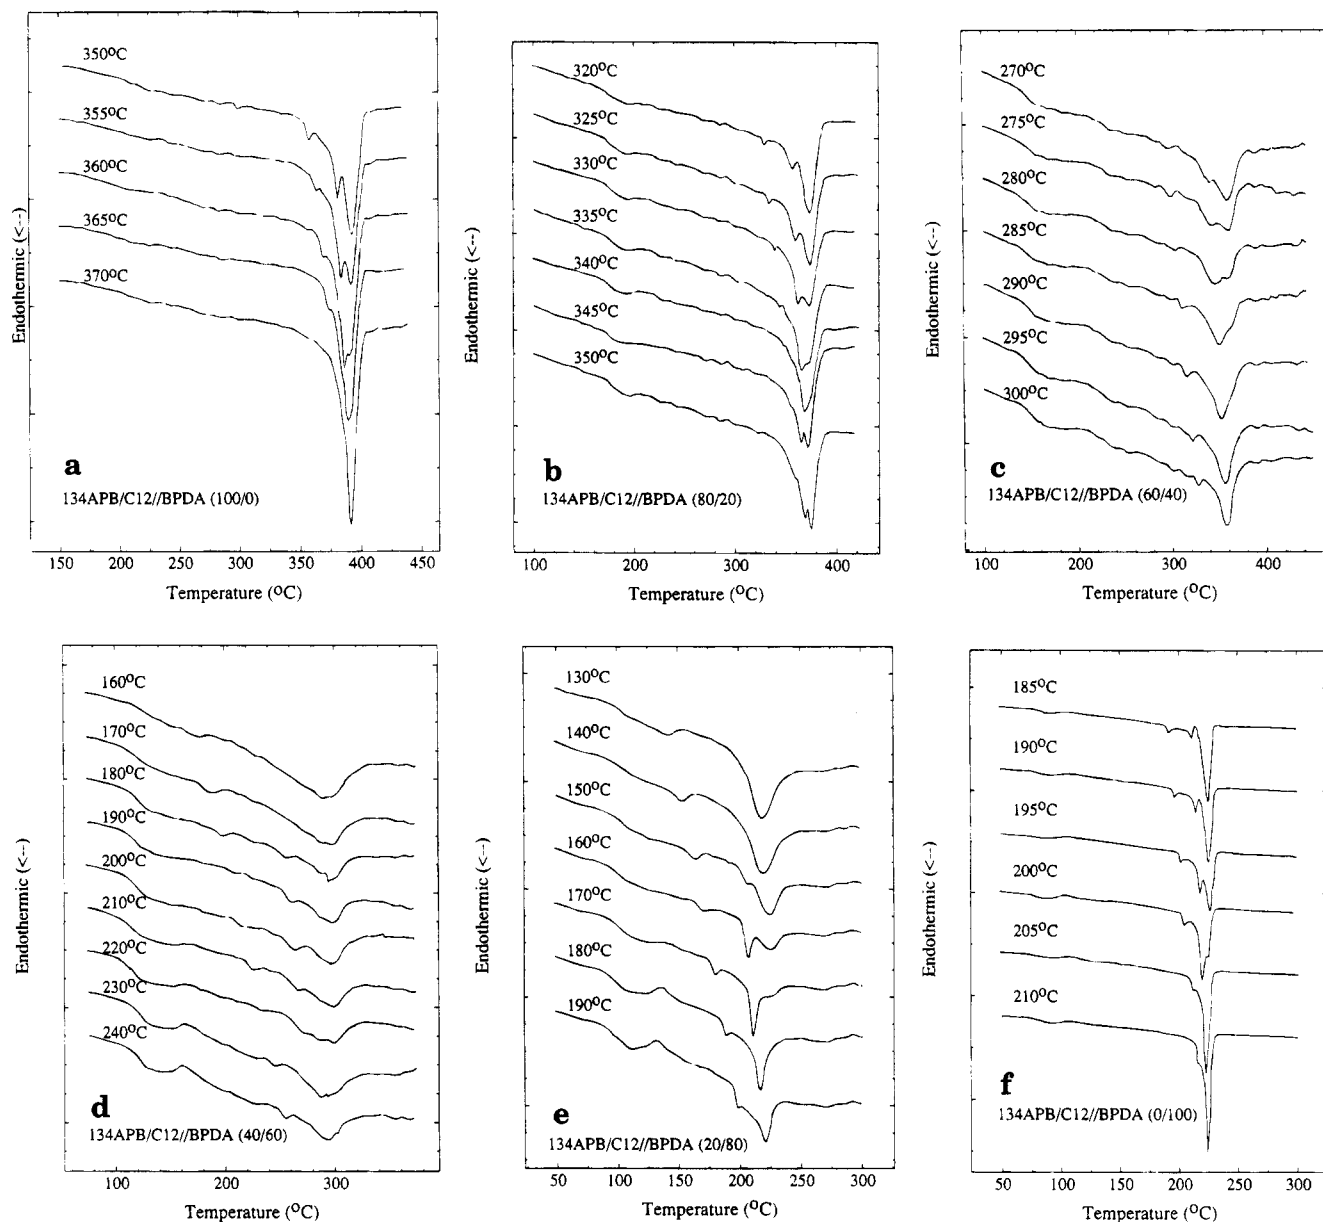 350°C
355°C
360°C
365°C
370°C
Endothermic (<--)
a
134APB/C12//BPDA (100/0)
150 200 250 300 350 400 450
Temperature (°C)
320°C
325°C
330°C
335°C
340°C
345°C
350°C
Endothermic (<--)
b
134APB/C12//BPDA (80/20)
100 200 300 400
Temperature (°C)
270°C
275°C
280°C
285°C
290°C
295°C
300°C
Endothermic (<--)
c
134APB/C12//BPDA (60/40)
100 200 300 400
Temperature (°C)
160°C
170°C
180°C
190°C
200°C
210°C
220°C
230°C
240°C
Endothermic (<--)
d
134APB/C12//BPDA (40/60)
100 200 300
Temperature (°C)
130°C
140°C
150°C
160°C
170°C
180°C
190°C
Endothermic (<--)
e
134APB/C12//BPDA (20/80)
50 100 150 200 250 300
Temperature (°C)
185°C
190°C
195°C
200°C
205°C
210°C
Endothermic (<--)
f
134APB/C12//BPDA (0/100)
50 100 150 200 250 300
Temperature (°C)